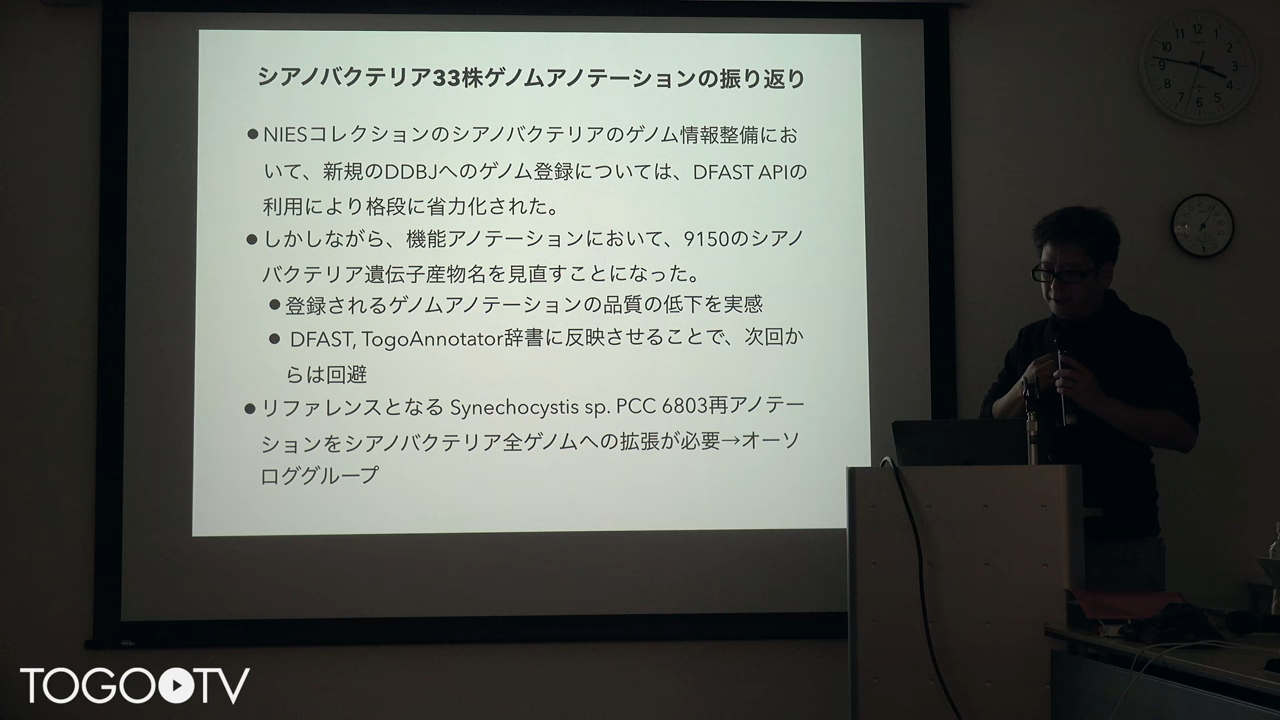 シアノバクテリア33株ゲノムアノテーションの振り返り
●NIESコレクションのシアノバクテリアのゲノム情報整備にお
いて、新規のDDBJへのゲノム登録については、DFAST APIの
利用により格段に省力化された。
●しかしながら、機能アノテーションにおいて、9150のシアノ
バクテリア遺伝子産物名を見直すことになった。
●登録されるゲノムアノテーションの品質の低下を実感
● DFAST, TogoAnnotator辞書に反映させることで、次回か
らは回避
●リファレンスとなる Synechocystis sp. PCC 6803再アノテー
ションをシアノバクテリア全ゲノムへの拡張が必要→オーソ
ロググループ
12
1
2
3
4
5
6
7
8
9
10
11
TOGOTV